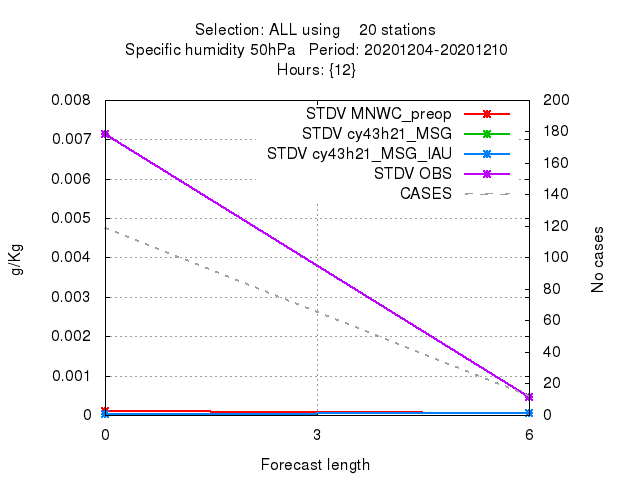 Selection: ALL using 20 stations
Specific humidity 50hPa Period: 20201204-20201210
Hours: {12}
STDV MNWC_preop
STDV cy43h21_MSG
STDV cy43h21_MSG_IAU
STDV OBS
CASES
0.008
0.007
0.006
0.005
0.004
0.003
0.002
0.001
0
g/Kg
200
180
160
140
120
100
80
60
40
20
0
No cases
0 3 6
Forecast length